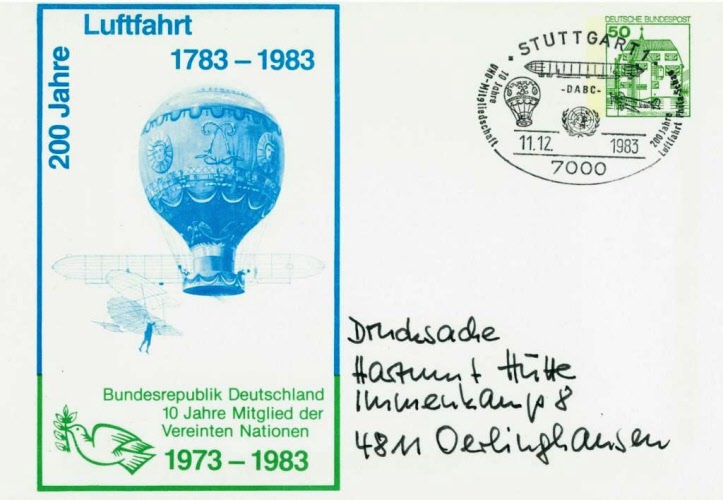 200 Jahre
Luftfahrt
1783 – 1983
Bundesrepublik Deutschland
10 Jahre Mitglied der
Vereinten Nationen
1973 – 1983
DEUTSCHE BUNDESPOST
50
STUTTGART 1
10 Jahre
UNO-Mitgliedschaft
-DABC-
200 Jahre
Luftfahrt
11.12. 1983
7000
Drucksache
Hartmut Hütte
Immenkamp 8
4811 Oerlinghausen